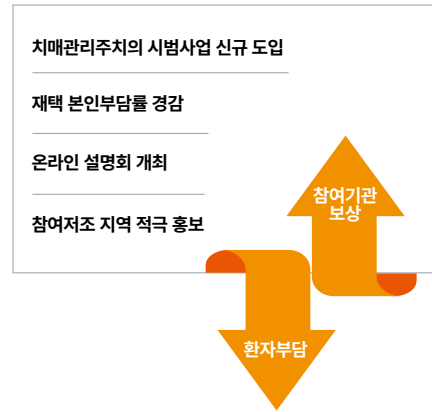 치매관리주치의 시범사업 신규 도입
재택 본인부담률 경감
온라인 설명회 개최
참여저조 지역 적극 홍보
참여기관
보상
환자부담